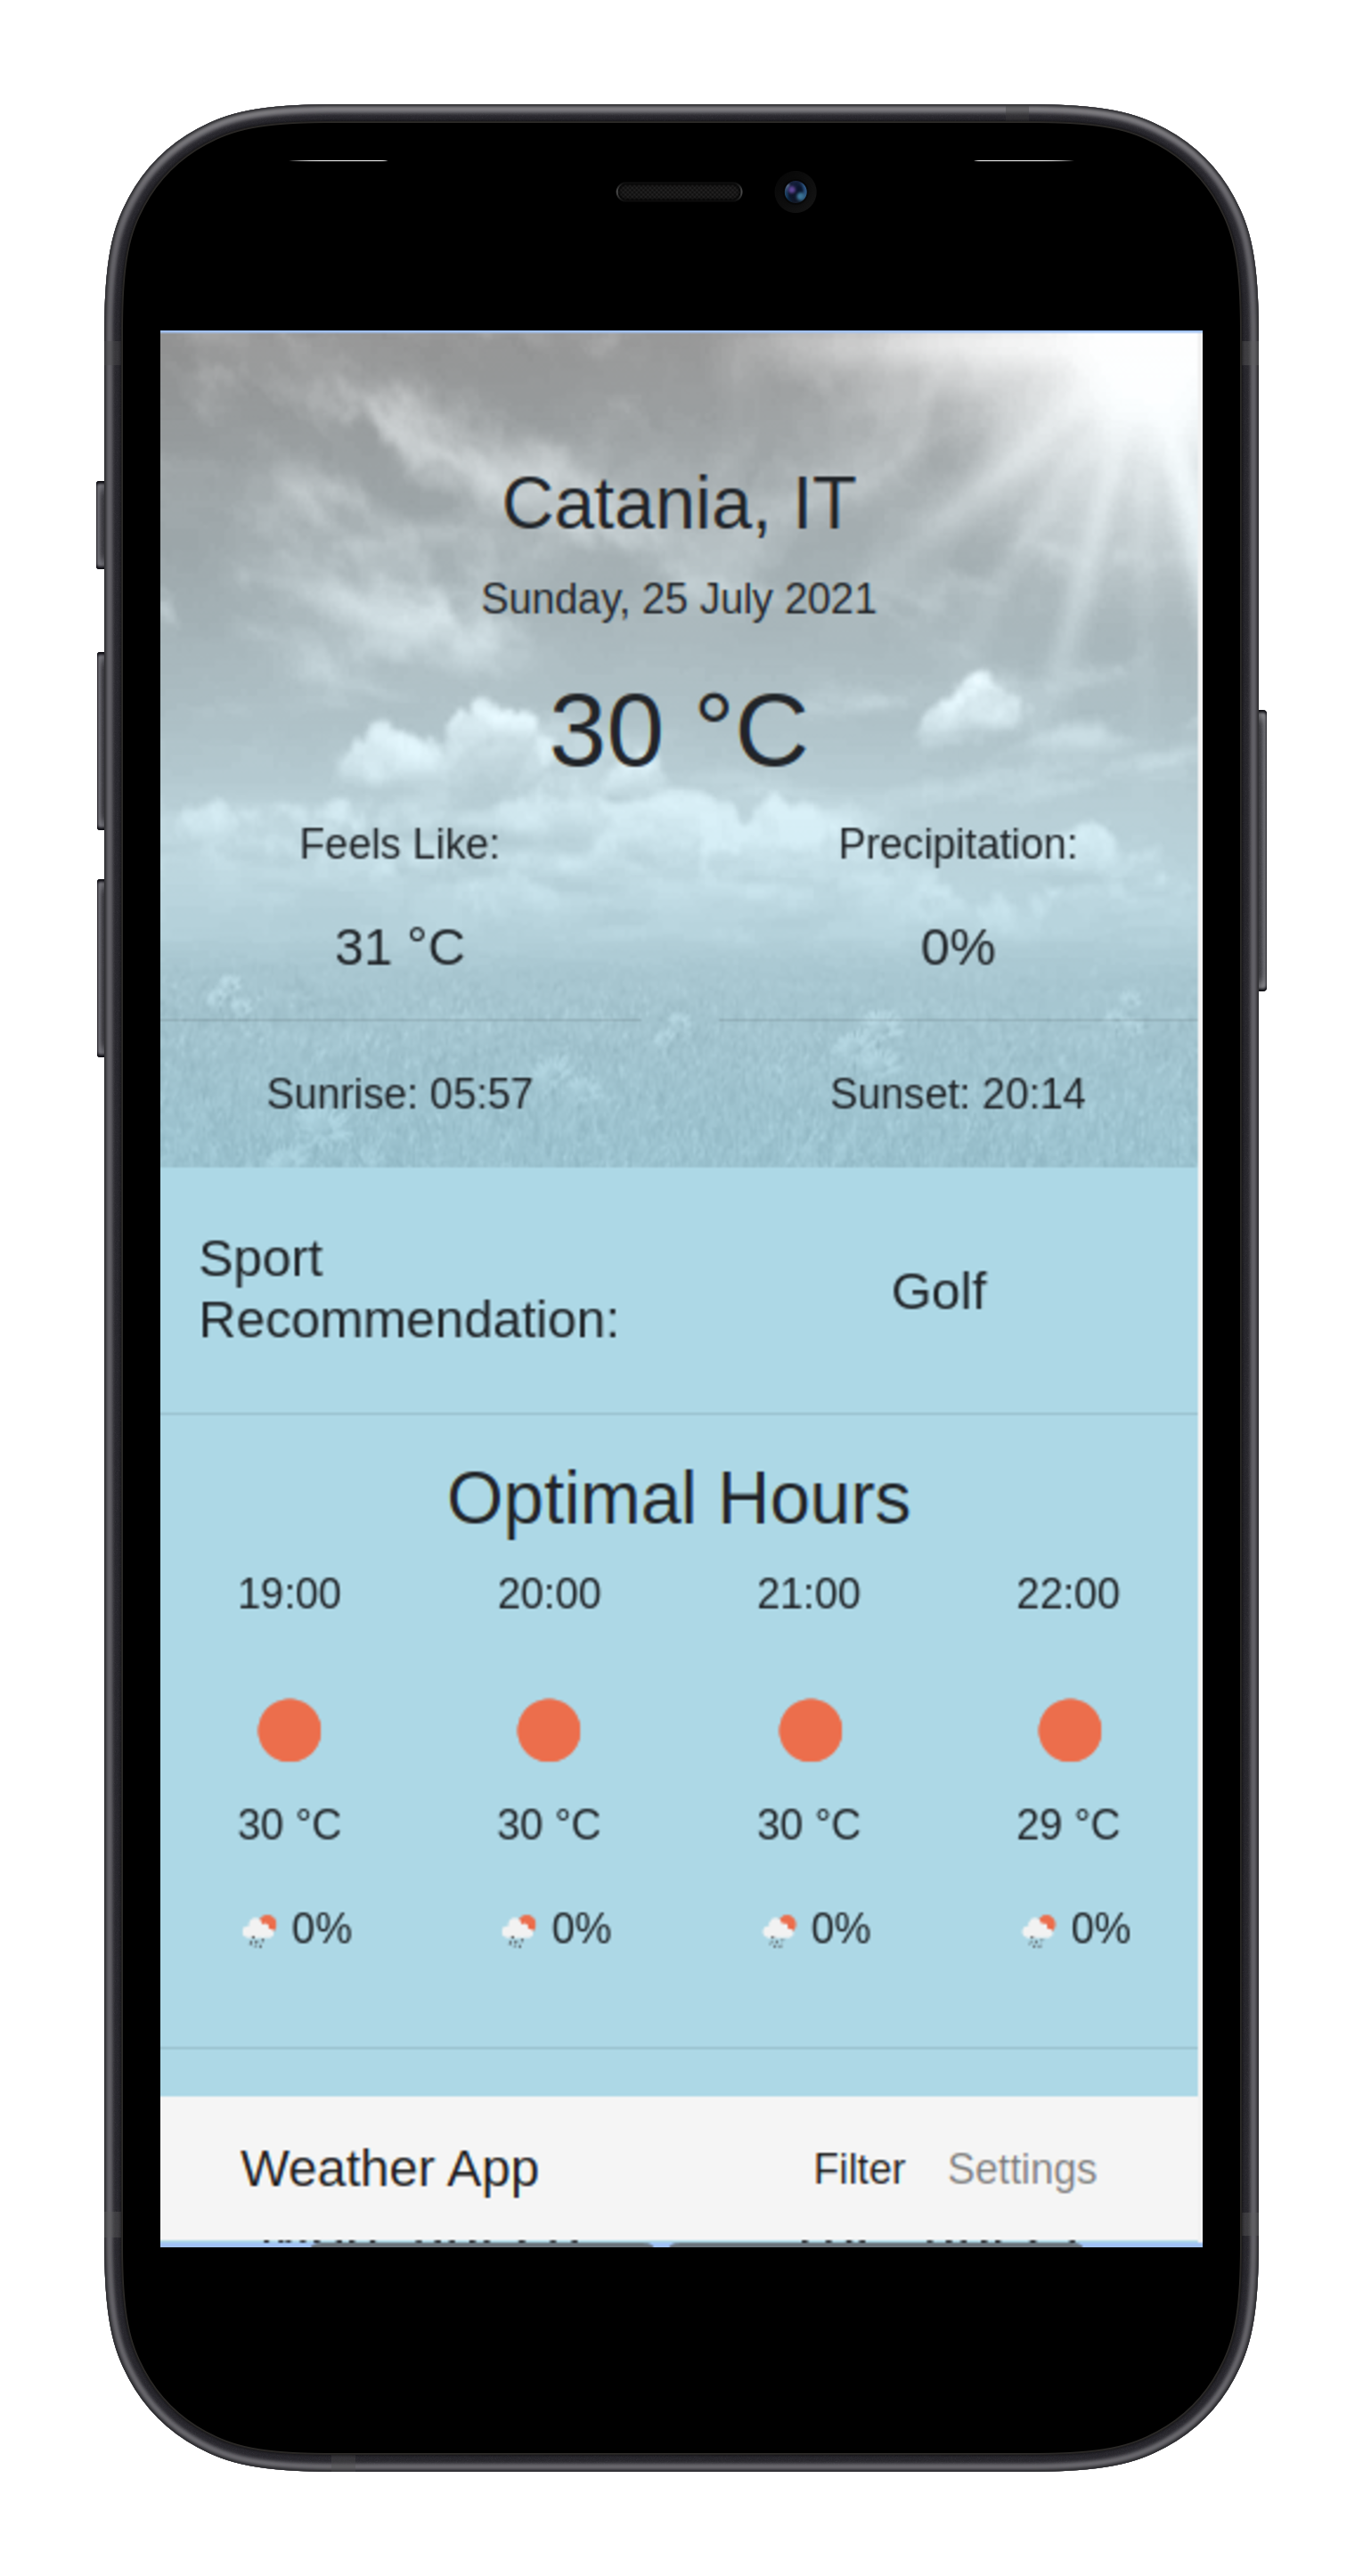 Catania, IT
Sunday, 25 July 2021
30 °C
Feels Like: Precipitation:
31 °C 0%
Sunrise: 05:57 Sunset: 20:14
Sport
Recommendation:
Golf
Optimal Hours
19:00 20:00 21:00 22:00
30 °C 30 °C 30 °C 29 °C
0% 0% 0% 0%
Weather App Filter Settings